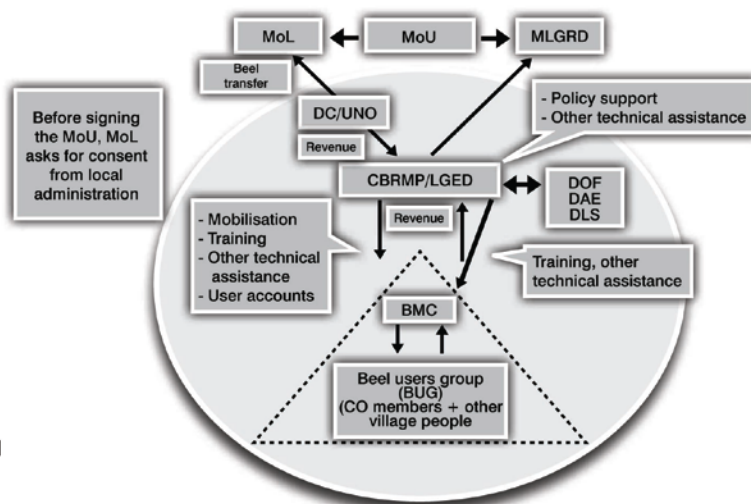 MoL
MoU
MLGRD
Beel
transfer
Before signing
the MoU, MoL
asks for consent
from local
administration
DC/UNO
Revenue
- Policy support
- Other technical assistance
CBRMP/LGED
DOF
DAE
DLS
Revenue
- Mobilisation
- Training
- Other technical
assistance
- User accounts
Training, other
technical assistance
BMC
Beel users group
(BUG)
(CO members + other
village people